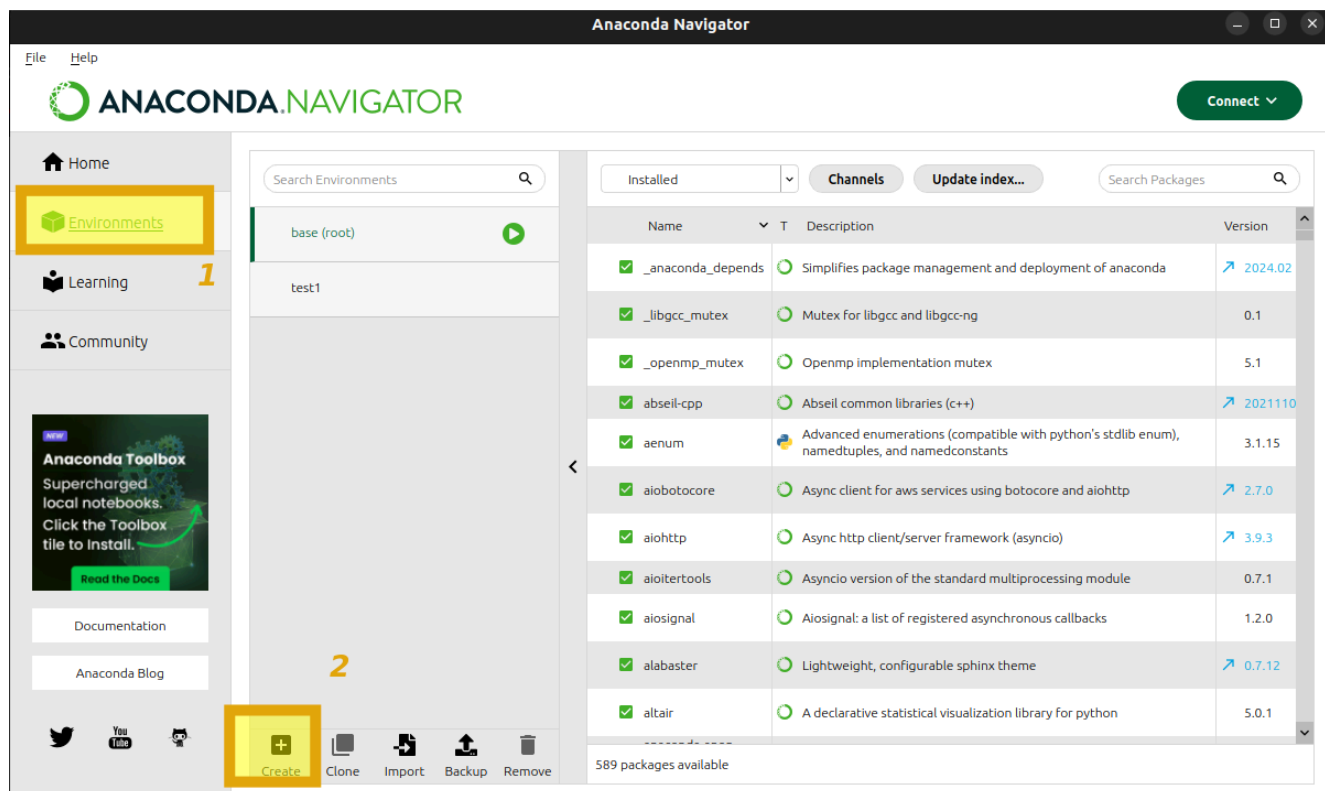 Anaconda Navigator
File Help
ANACONDA.NAVIGATOR
Connect
Home
Environments
1
Learning
Community
NEW
Anaconda Toolbox
Supercharged
local notebooks.
Click the Toolbox
tile to Install.
Read the Docs
Documentation
Anaconda Blog
You
Tube
Search Environments
base (root)
test1
2
Create Clone Import Backup Remove
Installed Channels Update index... Search Packages
Name T Description Version
_anaconda_depends Simplifies package management and deployment of anaconda 2024.02
_libgcc_mutex Mutex for libgcc and libgcc-ng 0.1
_openmp_mutex Openmp implementation mutex 5.1
abseil-cpp Abseil common libraries (c++) 2021110
aenum Advanced enumerations (compatible with python's stdlib enum), 3.1.15
namedtuples, and namedconstants
aiobotocore Async client for aws services using botocore and aiohttp 2.7.0
aiohttp Async http client/server framework (asyncio) 3.9.3
aioitertools Asyncio version of the standard multiprocessing module 0.7.1
aiosignal Aiosignal: a list of registered asynchronous callbacks 1.2.0
alabaster Lightweight, configurable sphinx theme 0.7.12
altair A declarative statistical visualization library for python 5.0.1
589 packages available